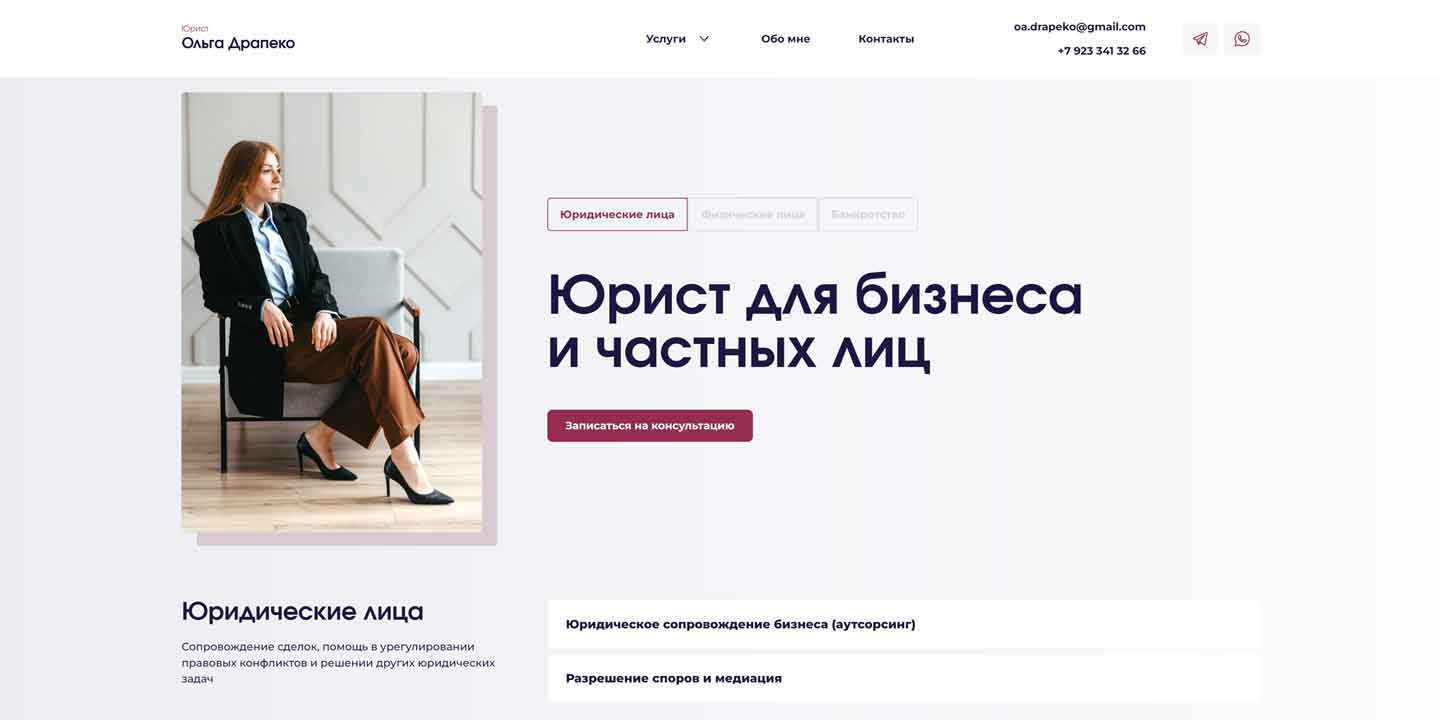 Юрист
Ольга Драпеко
Услуги
Обо мне
Контакты
oa.drapeko@gmail.com
+7 923 341 32 66
Юридические лица
Физические лица
Банкротство
Юрист для бизнеса
и частных лиц
Записаться на консультацию
Юридические лица
Сопровождение сделок, помощь в урегулировании
правовых конфликтов и решении других юридических
задач
Юридическое сопровождение бизнеса (аутсорсинг)
Разрешение споров и медиация